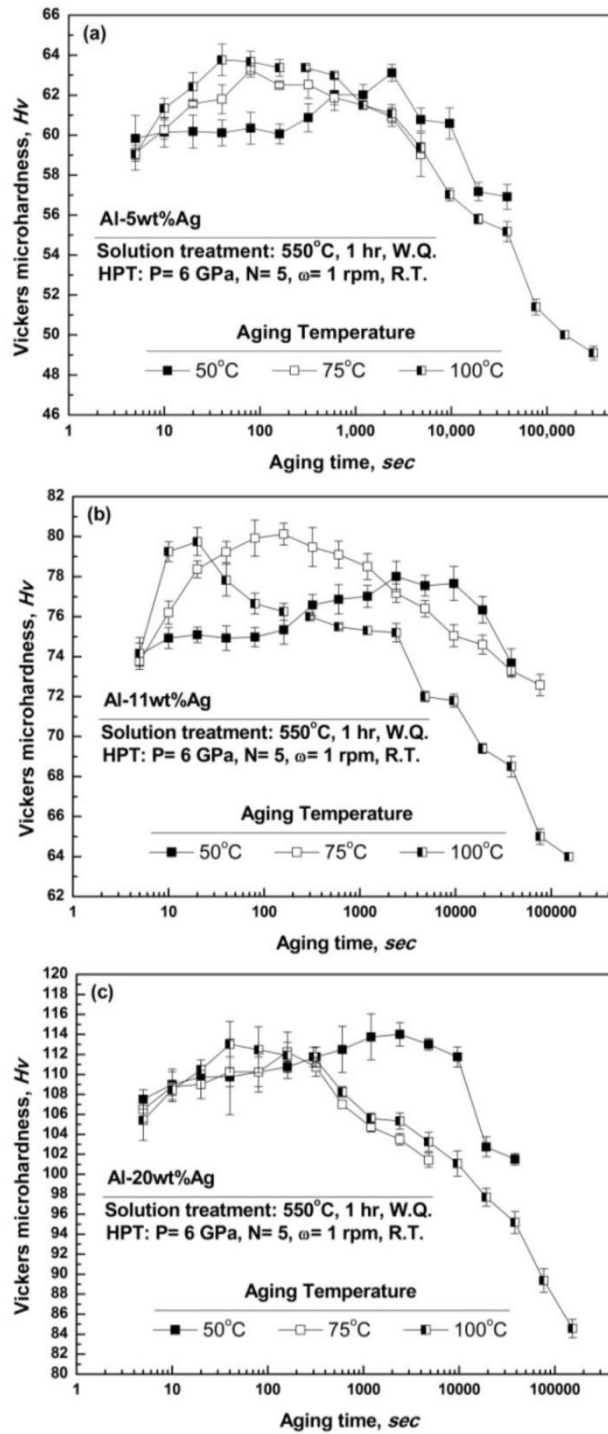 (a)
66
64
62
60
58
56
54
52
50
48
46
Vickers microhardness, Hv
Al-5wt%Ag
Solution treatment: 550°C, 1 hr, W.Q.
HPT: P= 6 GPa, N= 5, ω= 1 rpm, R.T.
Aging Temperature
50°C 75°C 100°C
1 10 100 1,000 10,000 100,000
Aging time, sec
(b)
82
80
78
76
74
72
70
68
66
64
62
Vickers microhardness, Hv
Al-11wt%Ag
Solution treatment: 550°C, 1 hr, W.Q.
HPT: P= 6 GPa, N= 5, ω= 1 rpm, R.T.
Aging Temperature
50°C 75°C 100°C
1 10 100 1000 10000 100000
Aging time, sec
(c)
120
118
116
114
112
110
108
106
104
102
100
98
96
94
92
90
88
86
84
82
80
Vickers microhardness, Hv
Al-20wt%Ag
Solution treatment: 550°C, 1 hr, W.Q.
HPT: P= 6 GPa, N= 5, ω= 1 rpm, R.T.
Aging Temperature
50°C 75°C 100°C
1 10 100 1000 10000 100000
Aging time, sec